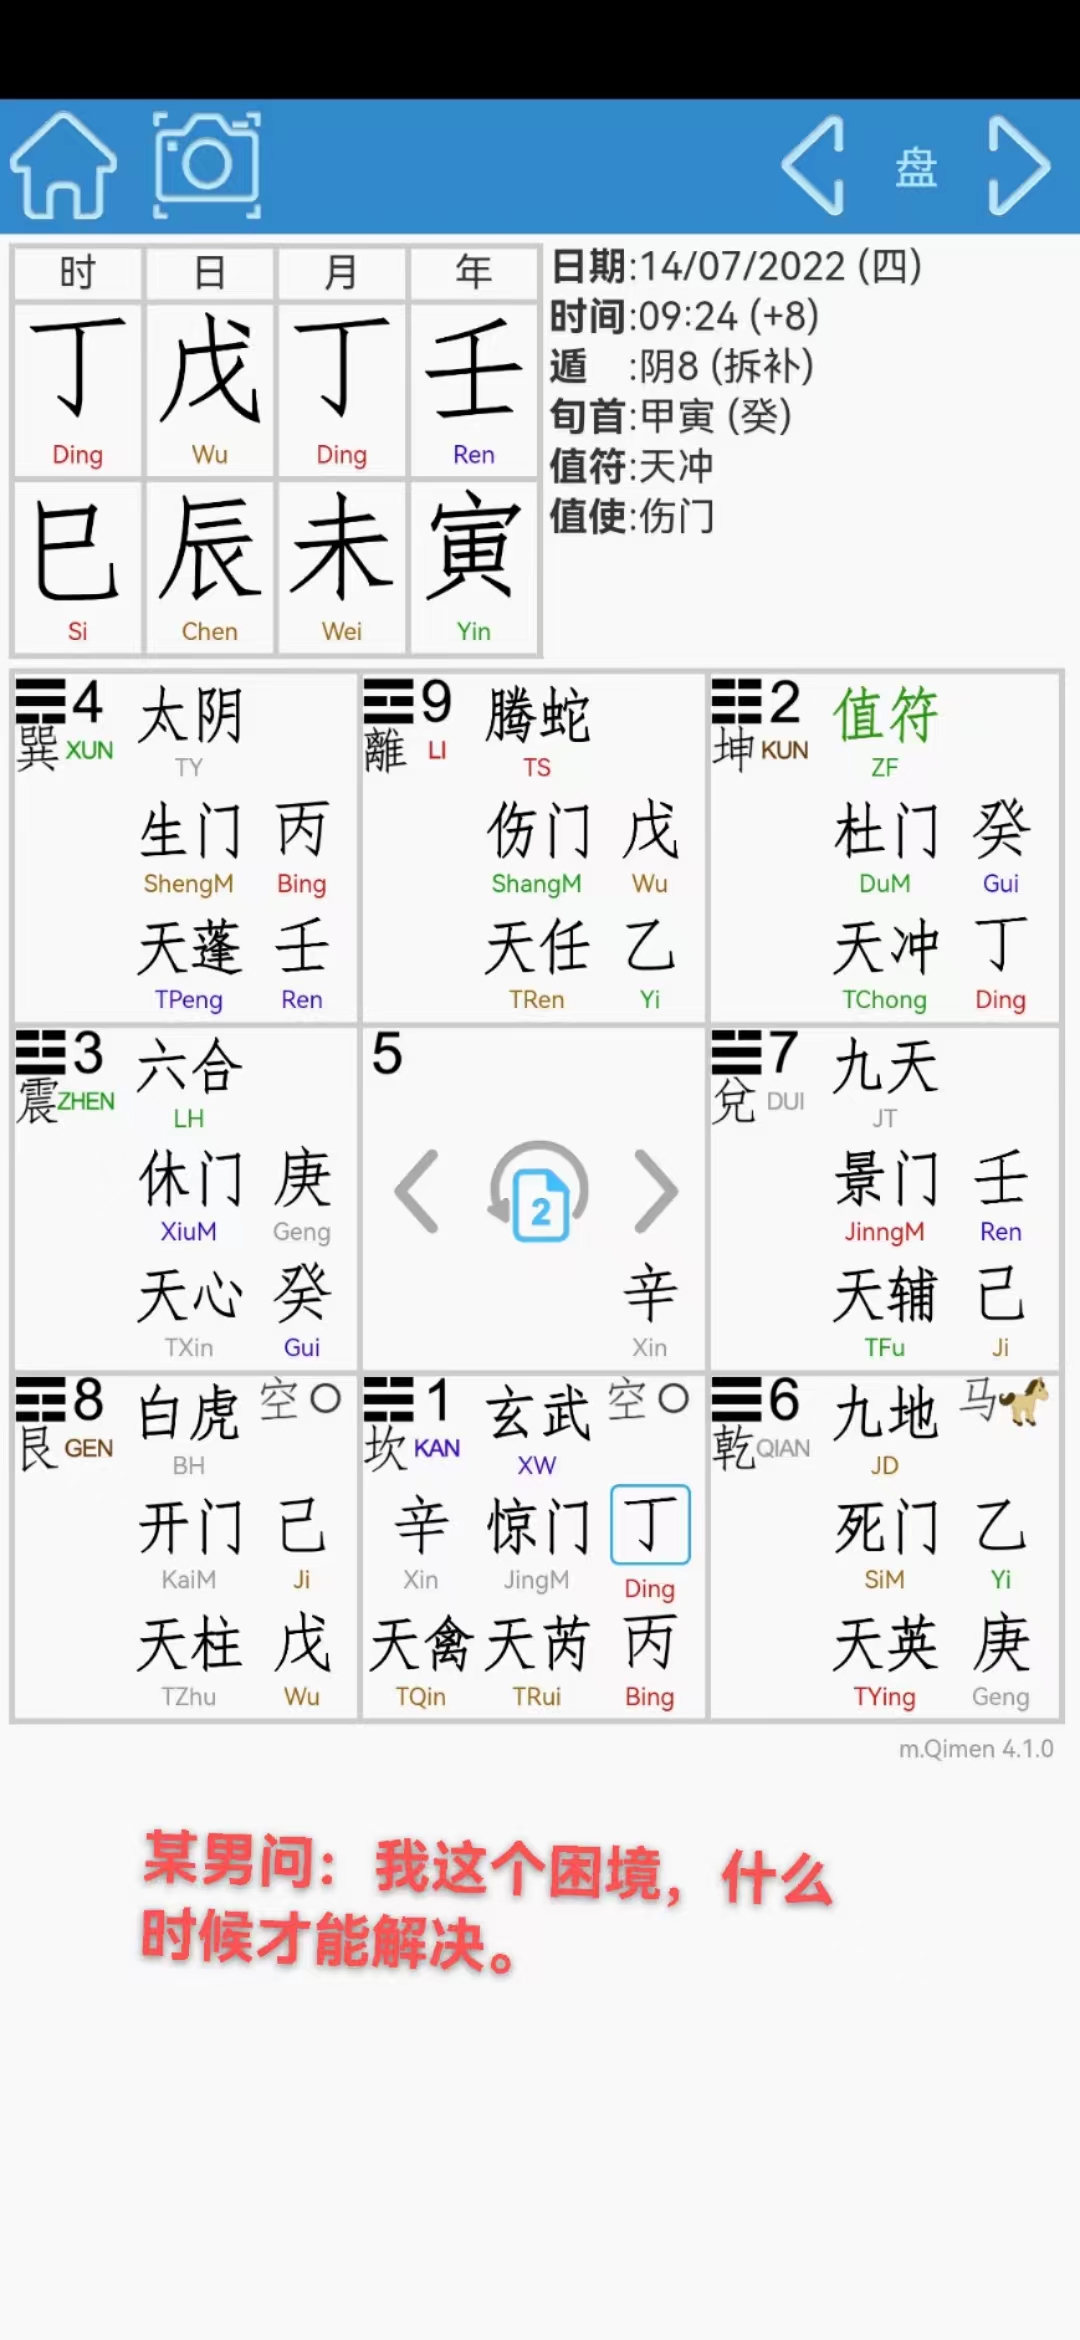 盘
时 日 月 年
丁 戊 丁 壬
Ding Wu Ding Ren
巳 辰 未 寅
Si Chen Wei Yin
日期:14/07/2022 (四)
时间:09:24 (+8)
遁 :阴8 (拆补)
旬首:甲寅 (癸)
值符:天冲
值使:伤门
4 太阴
巽 XUN TY
生门 丙
ShengM Bing
天蓬 壬
TPeng Ren
9 腾蛇
離 LI TS
伤门 戊
ShangM Wu
天任 乙
TRen Yi
2 值符
坤 KUN ZF
杜门 癸
DuM Gui
天冲 丁
TChong Ding
3 六合
震 ZHEN LH
休门 庚
XiuM Geng
天心 癸
TXin Gui
5
2
辛
Xin
7 九天
兌 DUI JT
景门 壬
JinngM Ren
天辅 己
TFu Ji
8 白虎 空
艮 GEN BH
开门 己
KaiM Ji
天柱 戊
TZhu Wu
1 玄武 空
坎 KAN XW
辛 惊门 丁
Xin JingM Ding
天禽 天芮 丙
TQin TRui Bing
6 九地 马
乾 QIAN JD
死门 乙
SiM Yi
天英 庚
TYing Geng
m.Qimen 4.1.0
某男问：我这个困境，什么
时候才能解决。